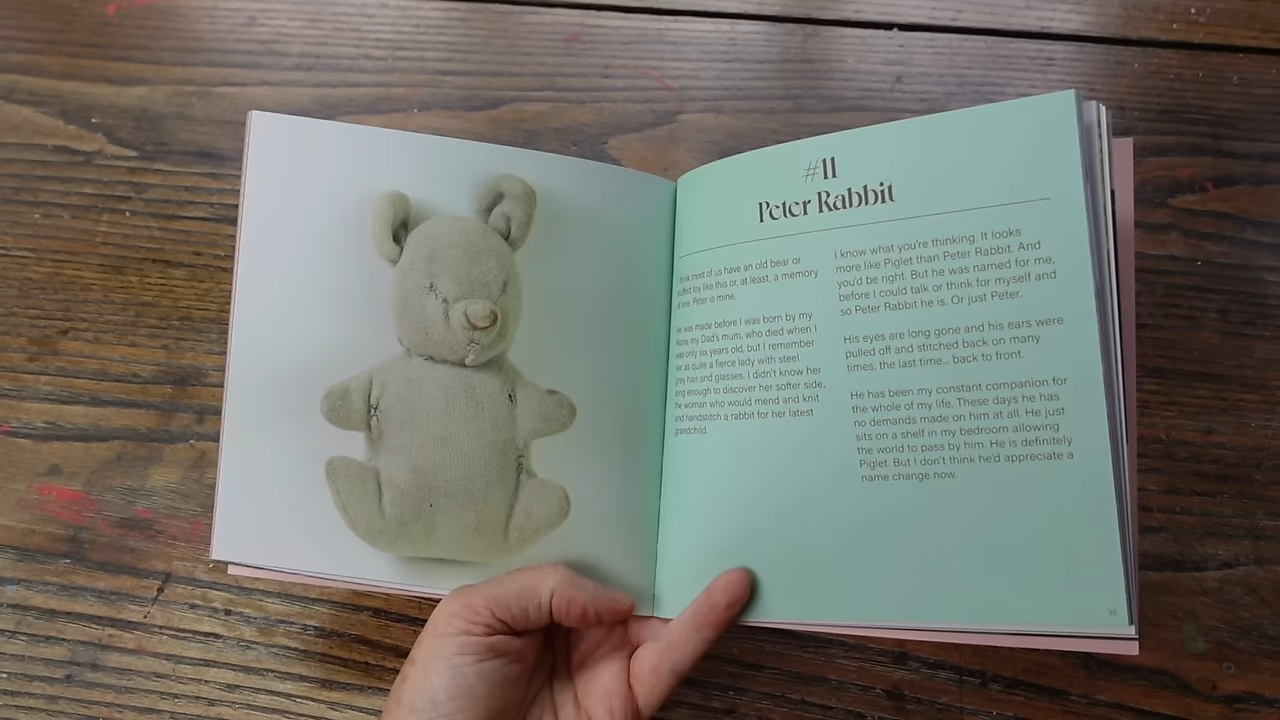 #11
Peter Rabbit
I think most of us have an old bear or
stuffed toy like this or, at least, a memory
of one. Peter is mine.
He was made before I was born by my
Nana, my Dad's mum, who died when I
was only six years old, but I remember
her as quite a fierce lady with steel
grey hair and glasses. I didn't know her
long enough to discover her softer side,
the woman who would mend and knit
and handstitch a rabbit for her latest
grandchild.
I know what you're thinking. It looks
more like Piglet than Peter Rabbit. And
you'd be right. But he was named for me,
before I could talk or think for myself and
so Peter Rabbit he is. Or just Peter.
His eyes are long gone and his ears were
pulled off and stitched back on many
times, the last time... back to front.
He has been my constant companion for
the whole of my life. These days he has
no demands made on him at all. He just
sits on a shelf in my bedroom allowing
the world to pass by him. He is definitely
Piglet. But I don't think he'd appreciate a
name change now.